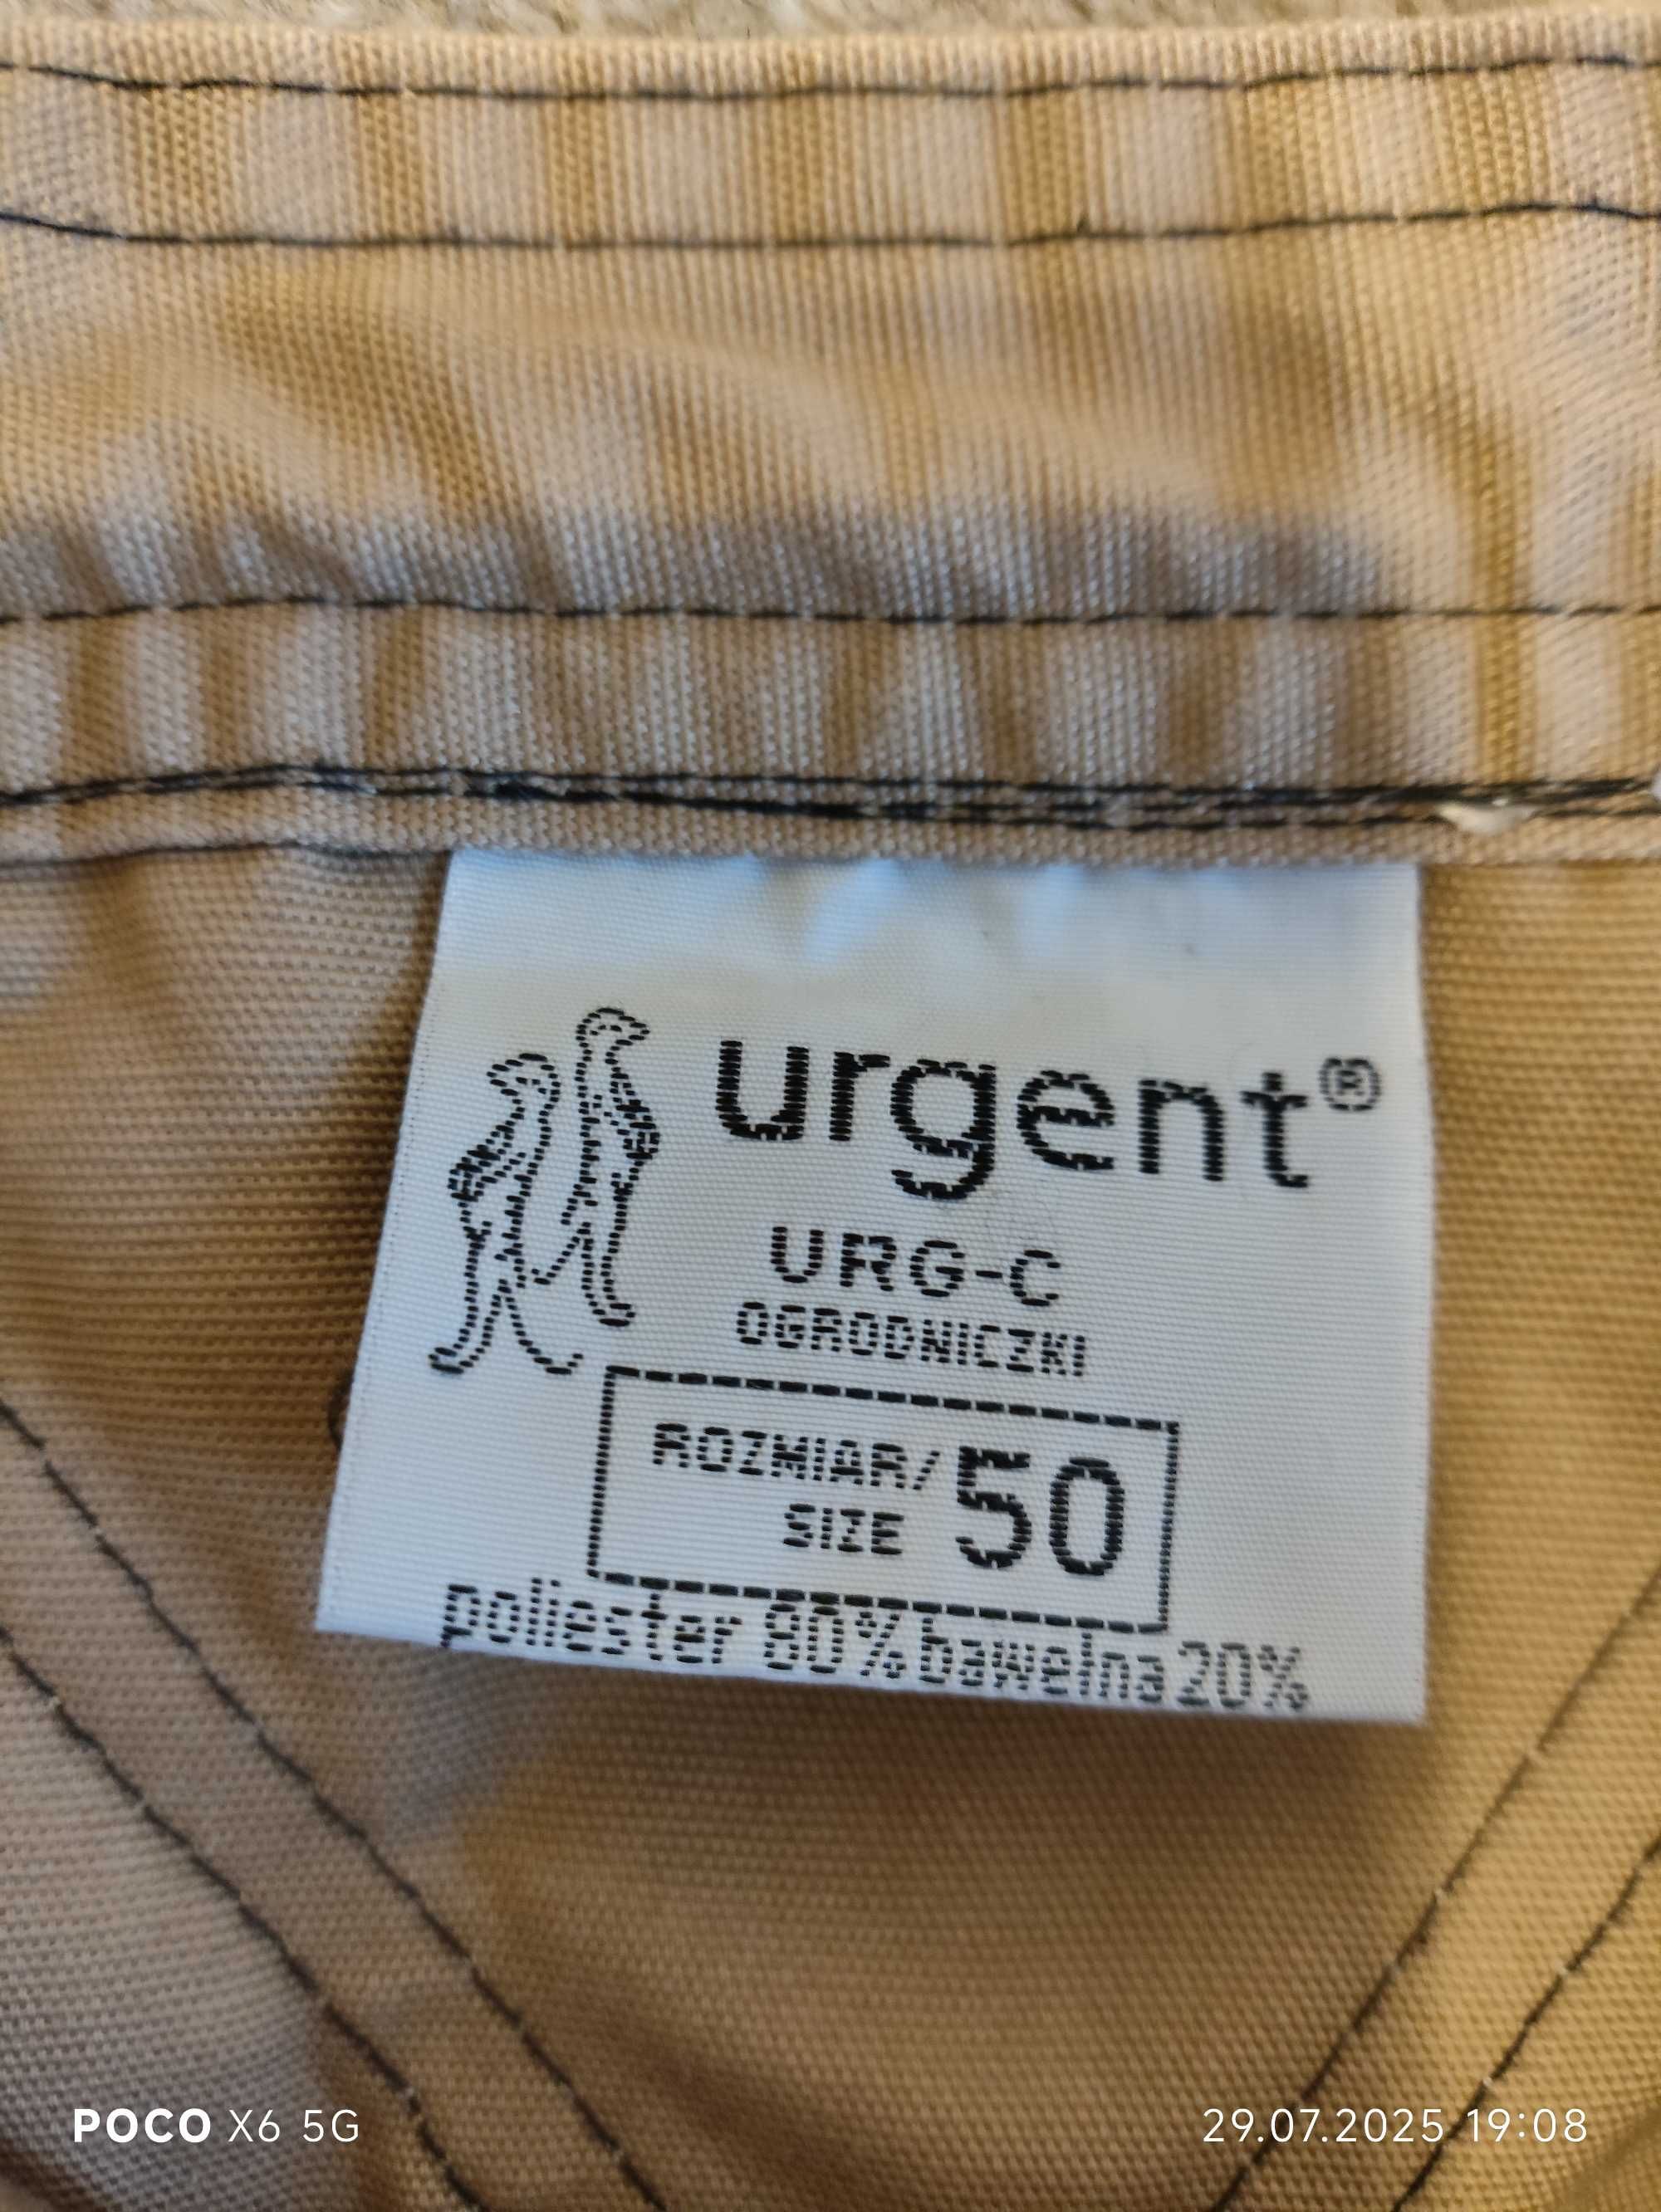 urgent®
URG-C
OGRODNICZKI
ROZMIAR/
SIZE
50
poliester 80% bawełna 20%
POCO X6 5G
29.07.2025 19:08